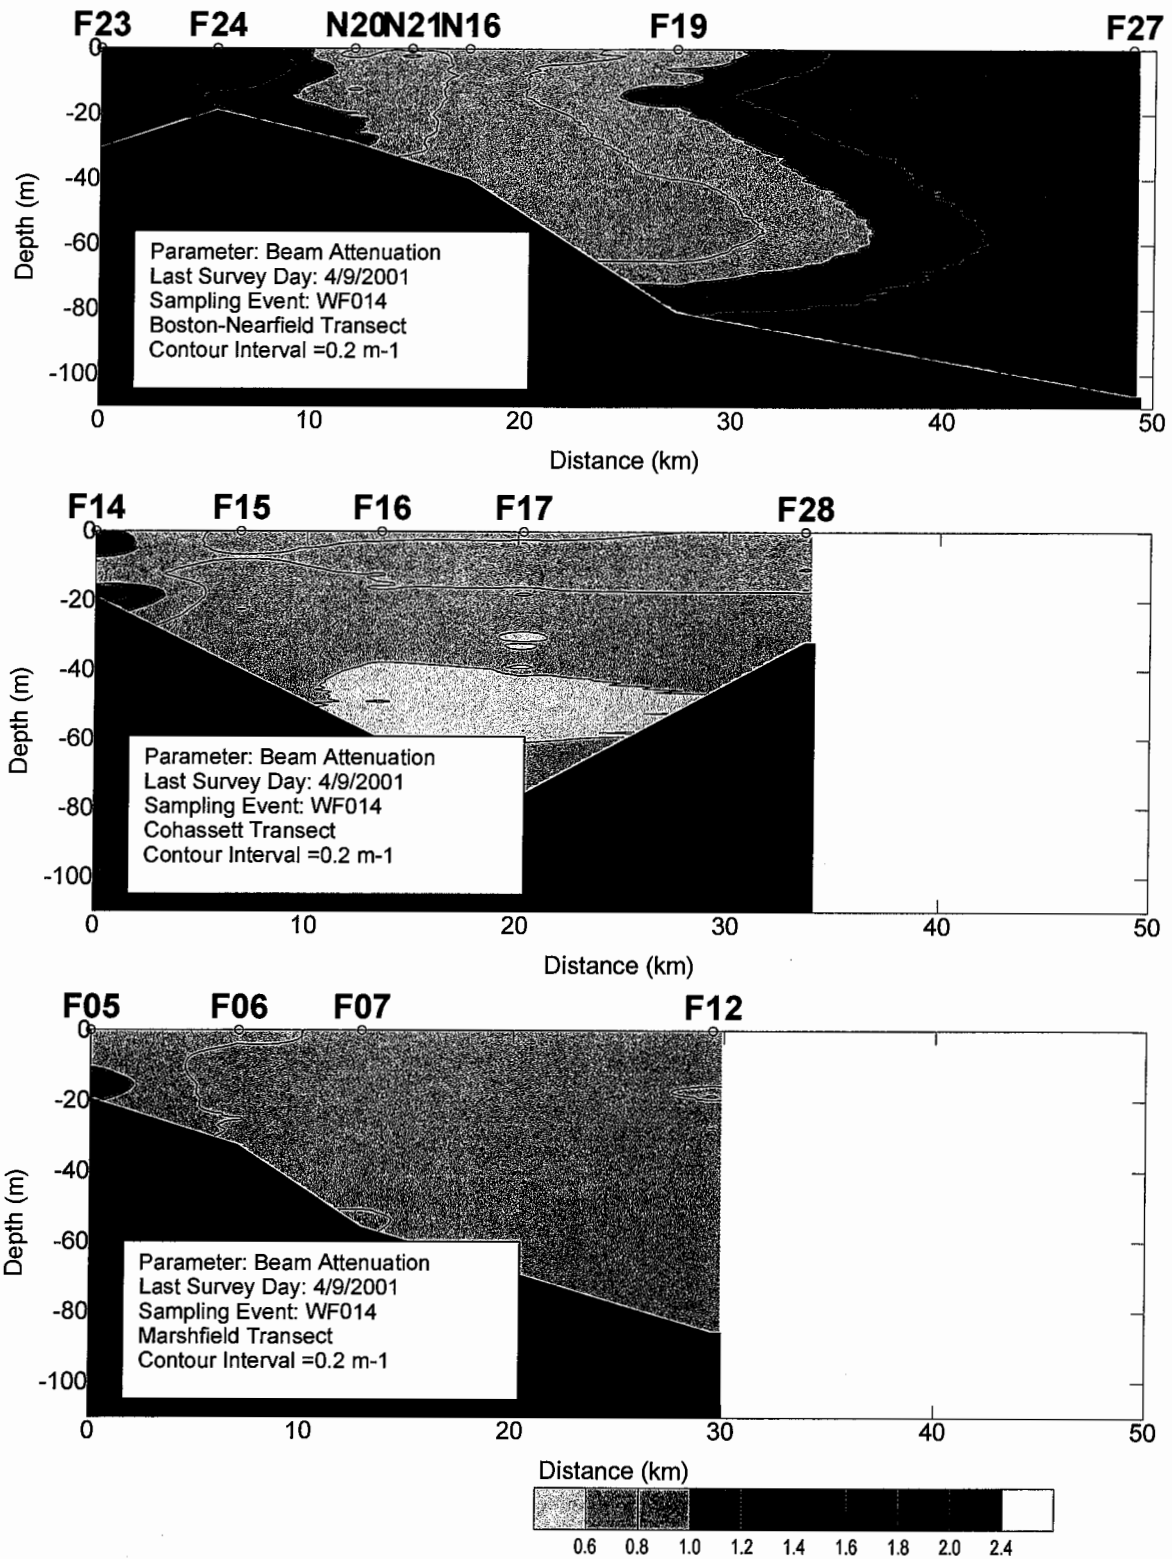 F23 F24 N20N21N16 F19 F27
0
-20
-40
-60
-80
-100
Depth (m)
Parameter: Beam Attenuation
Last Survey Day: 4/9/2001
Sampling Event: WF014
Boston-Nearfield Transect
Contour Interval =0.2 m-1
0 10 20 30 40 50
Distance (km)
F14 F15 F16 F17 F28
0
-20
-40
-60
-80
-100
Depth (m)
Parameter: Beam Attenuation
Last Survey Day: 4/9/2001
Sampling Event: WF014
Cohassett Transect
Contour Interval =0.2 m-1
0 10 20 30 40 50
Distance (km)
F05 F06 F07 F12
0
-20
-40
-60
-80
-100
Depth (m)
Parameter: Beam Attenuation
Last Survey Day: 4/9/2001
Sampling Event: WF014
Marshfield Transect
Contour Interval =0.2 m-1
0 10 20 30 40 50
Distance (km)
0.6 0.8 1.0 1.2 1.4 1.6 1.8 2.0 2.4